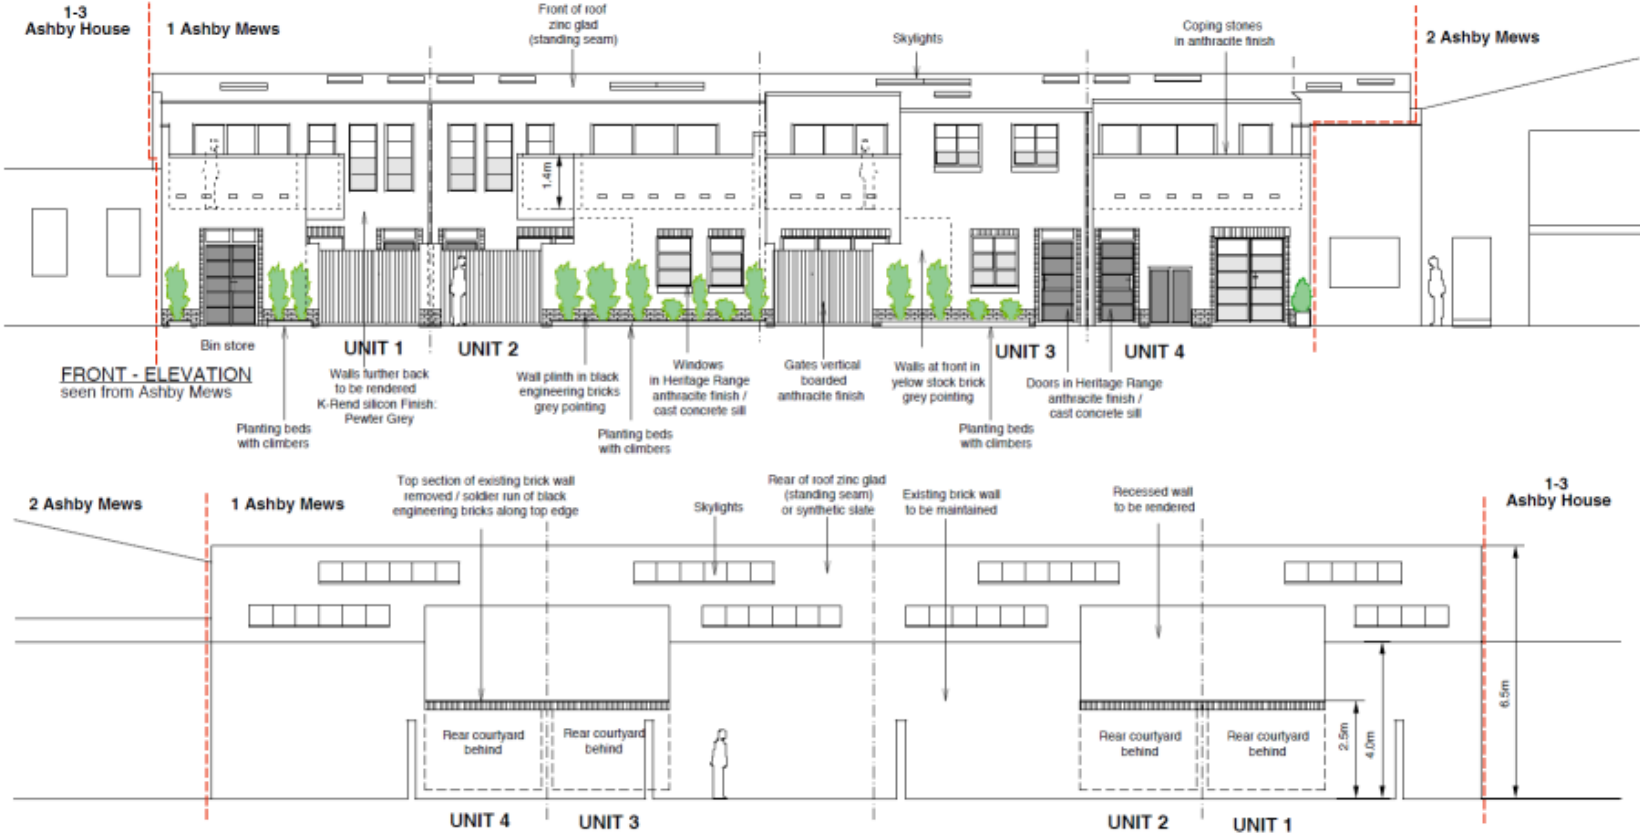 1-3
Ashby House
1 Ashby Mews
Front of roof
zinc glad
(standing seam)
Skylights
Coping stones
in anthracite finish
2 Ashby Mews
1.4m
Bin store
UNIT 1
UNIT 2
UNIT 3
UNIT 4
FRONT - ELEVATION
seen from Ashby Mews
Walls further back
to be rendered
K-Rend silicon Finish:
Pewter Grey
Planting beds
with climbers
Wall plinth in black
engineering bricks
grey pointing
Planting beds
with climbers
Windows
in Heritage Range
anthracite finish /
cast concrete sill
Gates vertical
boarded
anthracite finish
Walls at front in
yelow stock brick
grey pointing
Planting beds
with climbers
Doors in Heritage Range
anthracite finish /
cast concrete sill
2 Ashby Mews
1 Ashby Mews
Top section of existing brick wall
removed / soldier run of black
engineering bricks along top edge
Skylights
Rear of roof zinc glad
(standing seam)
or synthetic slate
Existing brick wall
to be maintained
Recessed wall
to be rendered
1-3
Ashby House
Rear courtyard
behind
Rear courtyard
behind
Rear courtyard
behind
Rear courtyard
behind
2.5m
4.0m
6.5m
UNIT 4
UNIT 3
UNIT 2
UNIT 1